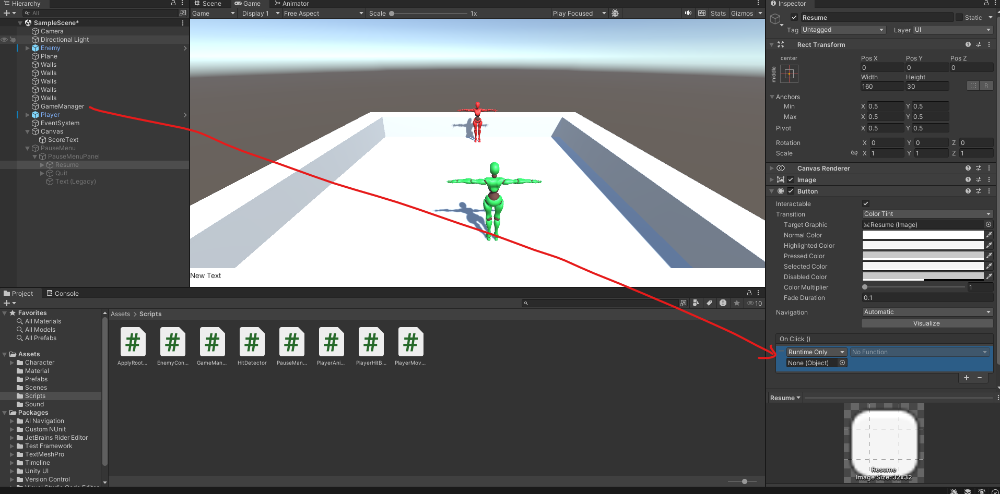 Hierarchy
All
SampleScene*
Camera
Directional Light
Enemy
Plane
Walls
Walls
Walls
Walls
Walls
GameManager
Player
EventSystem
Canvas
ScoreText
PauseMenu
PauseMenuPanel
Resume
Quit
Text (Legacy)
Scene
Game
Animator
Game
Display 1
Free Aspect
Scale
1x
Play Focused
Stats
Gizmos
New Text
Project
Console
10
Favorites
All Materials
All Models
All Prefabs
Assets
Character
Material
Prefabs
Scenes
Scripts
Sound
Packages
AI Navigation
Custom NUnit
JetBrains Rider Editor
Test Framework
TextMeshPro
Timeline
Unity UI
Version Control
Visual Studio Code Editor
Assets > Scripts
ApplyRoot...
EnemyCon...
GameMan...
HitDetector
PauseMan...
PlayerAni...
PlayerHitB...
PlayerMov...
Inspector
Resume
Static
Tag Untagged
Layer UI
Rect Transform
center
middle
Pos X Pos Y Pos Z
0 0 0
Width Height
160 30
R
Anchors
Min X 0.5 Y 0.5
Max X 0.5 Y 0.5
Pivot X 0.5 Y 0.5
Rotation X 0 Y 0 Z 0
Scale X 1 Y 1 Z 1
Canvas Renderer
Image
Button
Interactable
Transition Color Tint
Target Graphic Resume (Image)
Normal Color
Highlighted Color
Pressed Color
Selected Color
Disabled Color
Color Multiplier 1
Fade Duration 0.1
Navigation Automatic
Visualize
On Click ()
Runtime Only No Function
None (Object)
Resume
Resume
Image Size: 32x32